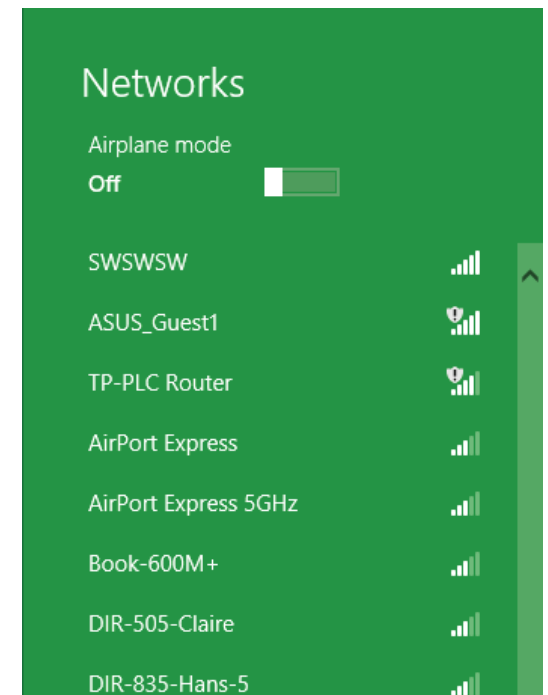 Networks
Airplane mode
Off
SWSWSW
ASUS_Guest1
TP-PLC Router
AirPort Express
AirPort Express 5GHz
Book-600M+
DIR-505-Claire
DIR-835-Hans-5